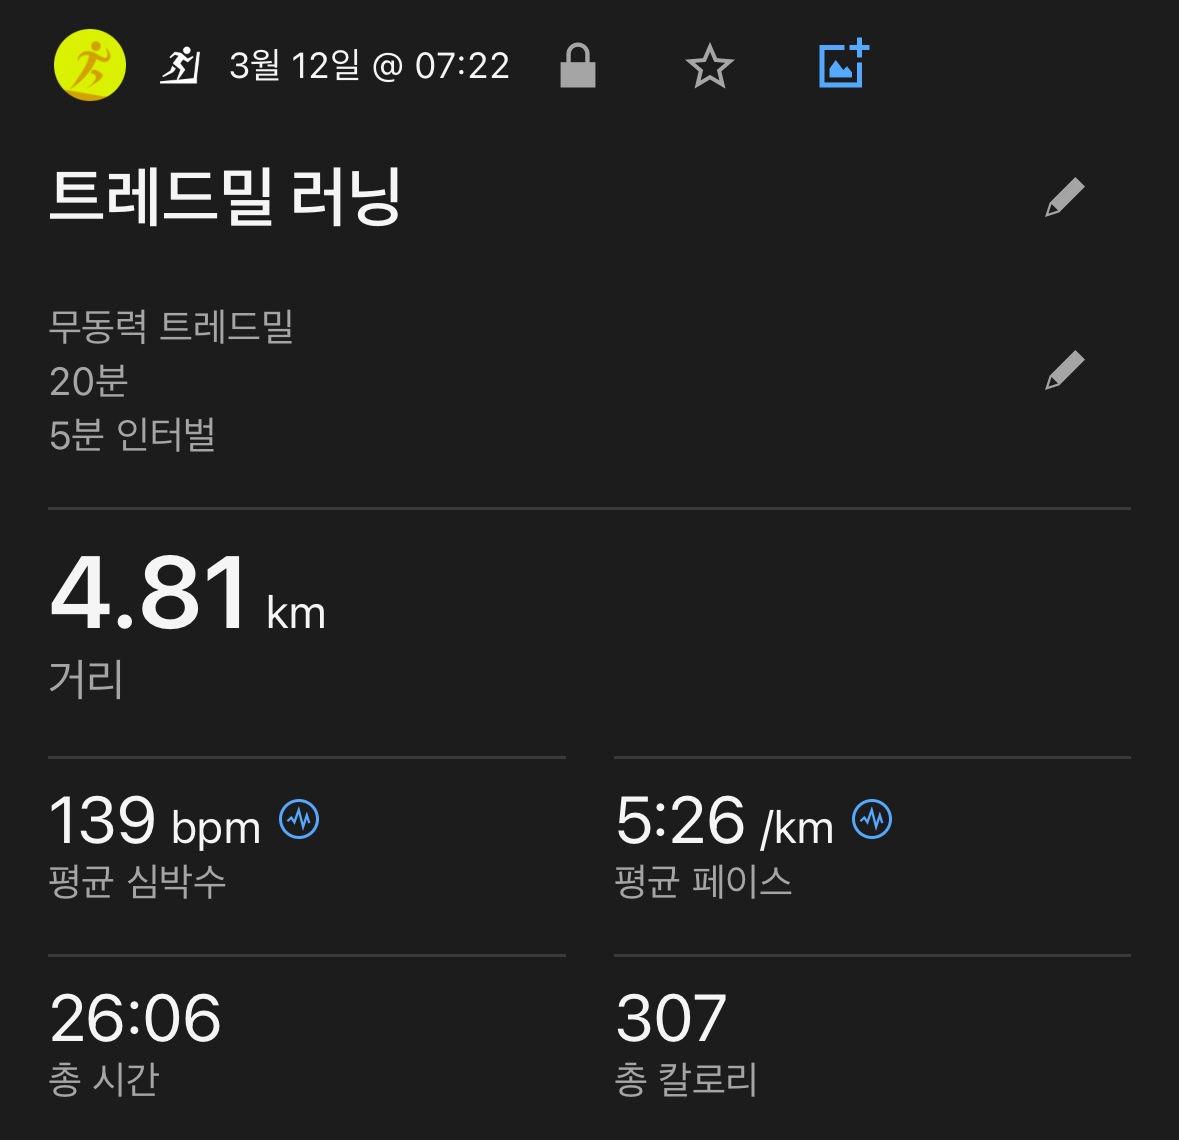 3월 12일 @ 07:22
트레드밀 러닝
무동력 트레드밀
20분
5분 인터벌
4.81 km
거리
139 bpm
평균 심박수
5:26 /km
평균 페이스
26:06
총 시간
307
총 칼로리